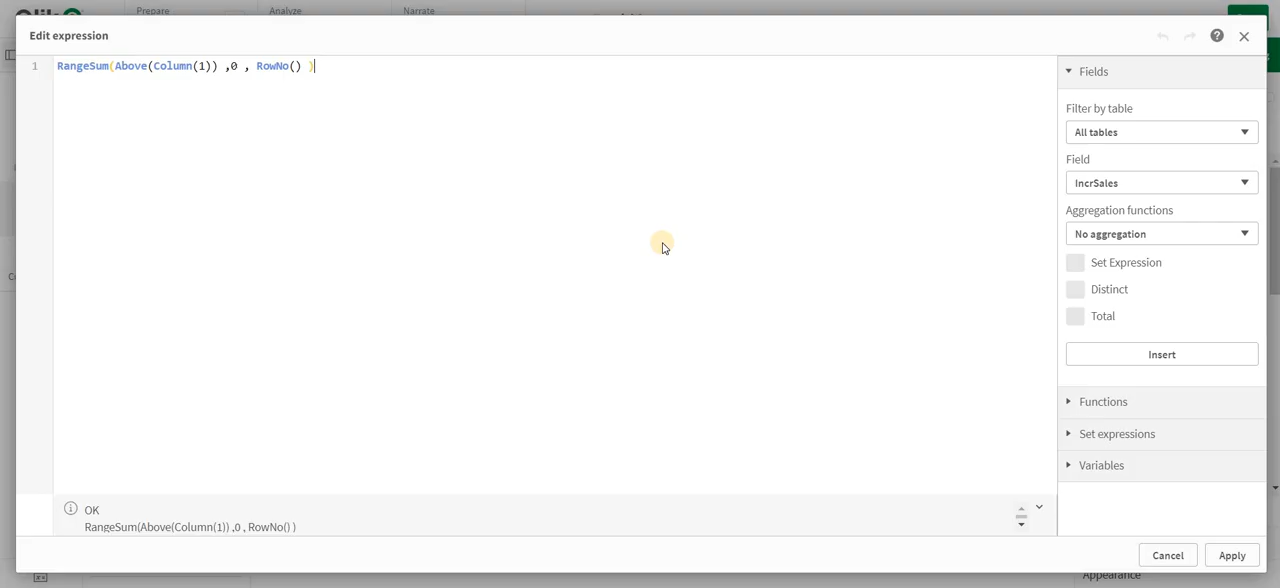 Prepare
Analyze
Narrate
Edit expression
1 RangeSum(Above(Column(1)) ,0 , RowNo() )
Fields
Filter by table
All tables
Field
IncrSales
Aggregation functions
No aggregation
Set Expression
Distinct
Total
Insert
Functions
Set expressions
Variables
OK
RangeSum(Above(Column(1)) ,0 , RowNo() )
Cancel
Apply
Appearance